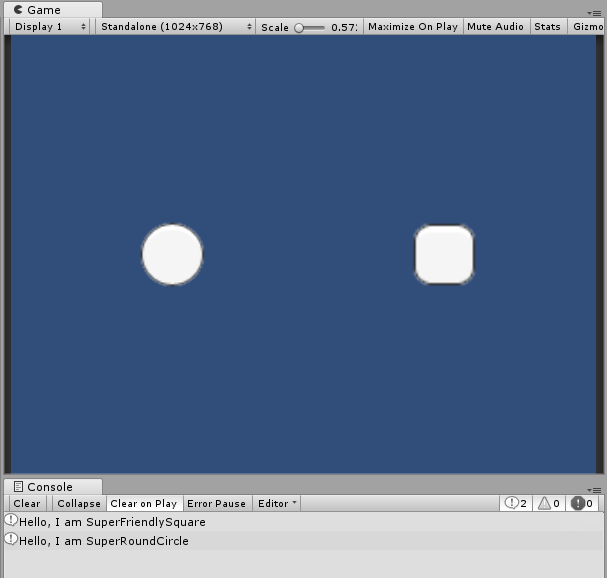 Game
Display 1 Standalone (1024x768) Scale 0.57: Maximize On Play Mute Audio Stats Gizmo
Console
Clear Collapse Clear on Play Error Pause Editor 2 0 0
Hello, I am SuperFriendlySquare
Hello, I am SuperRoundCircle